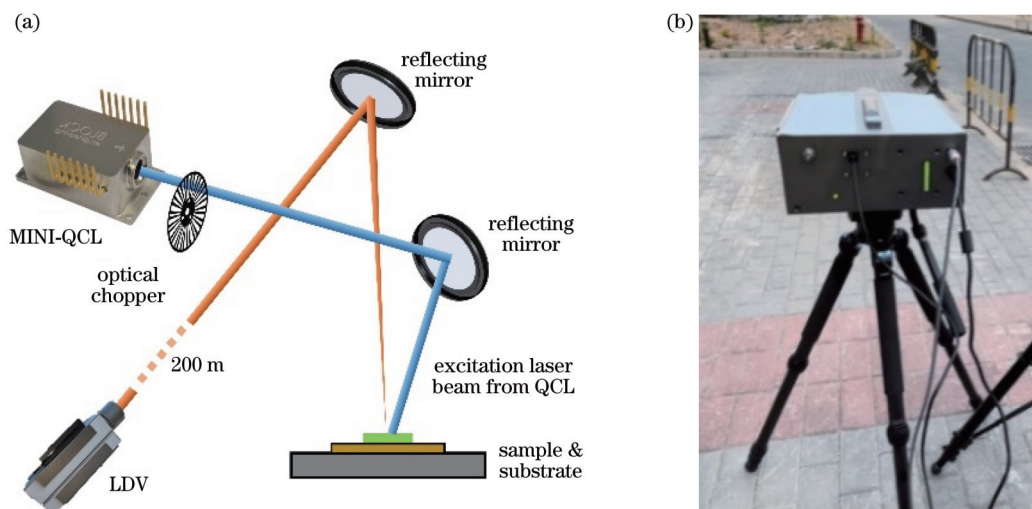 (a)
(b)
reflecting
mirror
MINI-QCL
reflecting
mirror
optical
chopper
200 m
excitation laser
beam from QCL
sample &
substrate
LDV